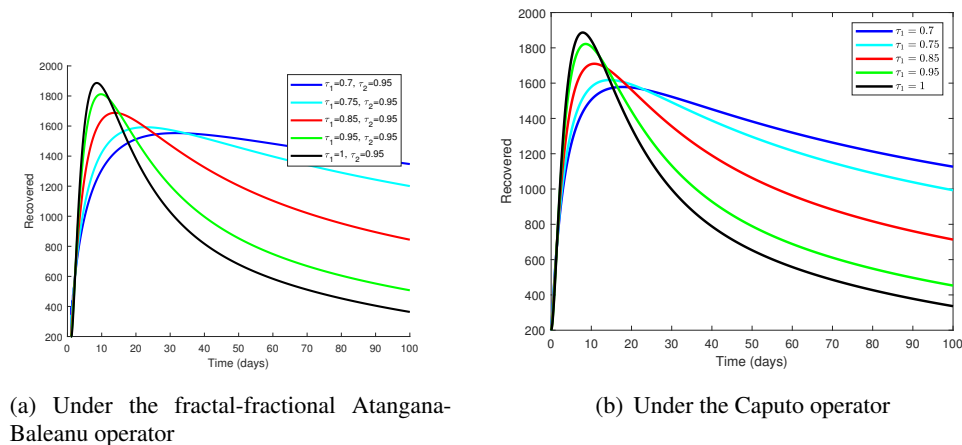 2000
1800
1600
1400
1200
1000
800
600
400
200
Recovered
0 10 20 30 40 50 60 70 80 90 100
Time (days)
τ1=0.7, τ2=0.95
τ1=0.75, τ2=0.95
τ1=0.85, τ2=0.95
τ1=0.95, τ2=0.95
τ1=1, τ2=0.95
(a) Under the fractal-fractional Atangana-
Baleanu operator
2000
1800
1600
1400
1200
1000
800
600
400
200
Recovered
0 10 20 30 40 50 60 70 80 90 100
Time (days)
τ1 = 0.7
τ1 = 0.75
τ1 = 0.85
τ1 = 0.95
τ1 = 1
(b) Under the Caputo operator